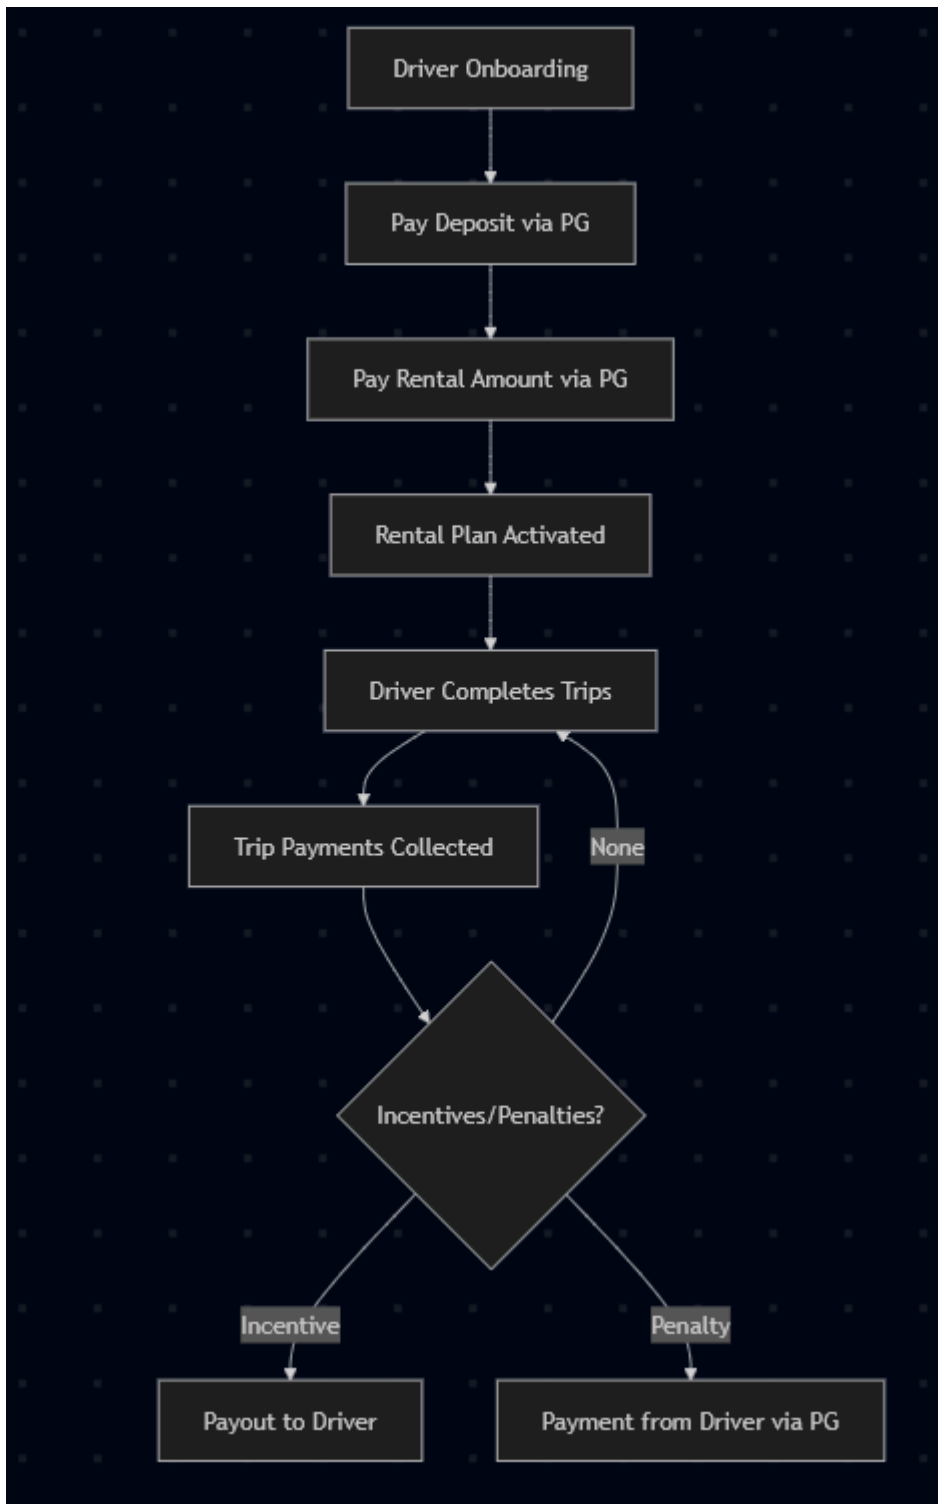 Driver Onboarding
Pay Deposit via PG
Pay Rental Amount via PG
Rental Plan Activated
Driver Completes Trips
Trip Payments Collected
None
Incentives/Penalties?
Incentive
Penalty
Payout to Driver
Payment from Driver via PG